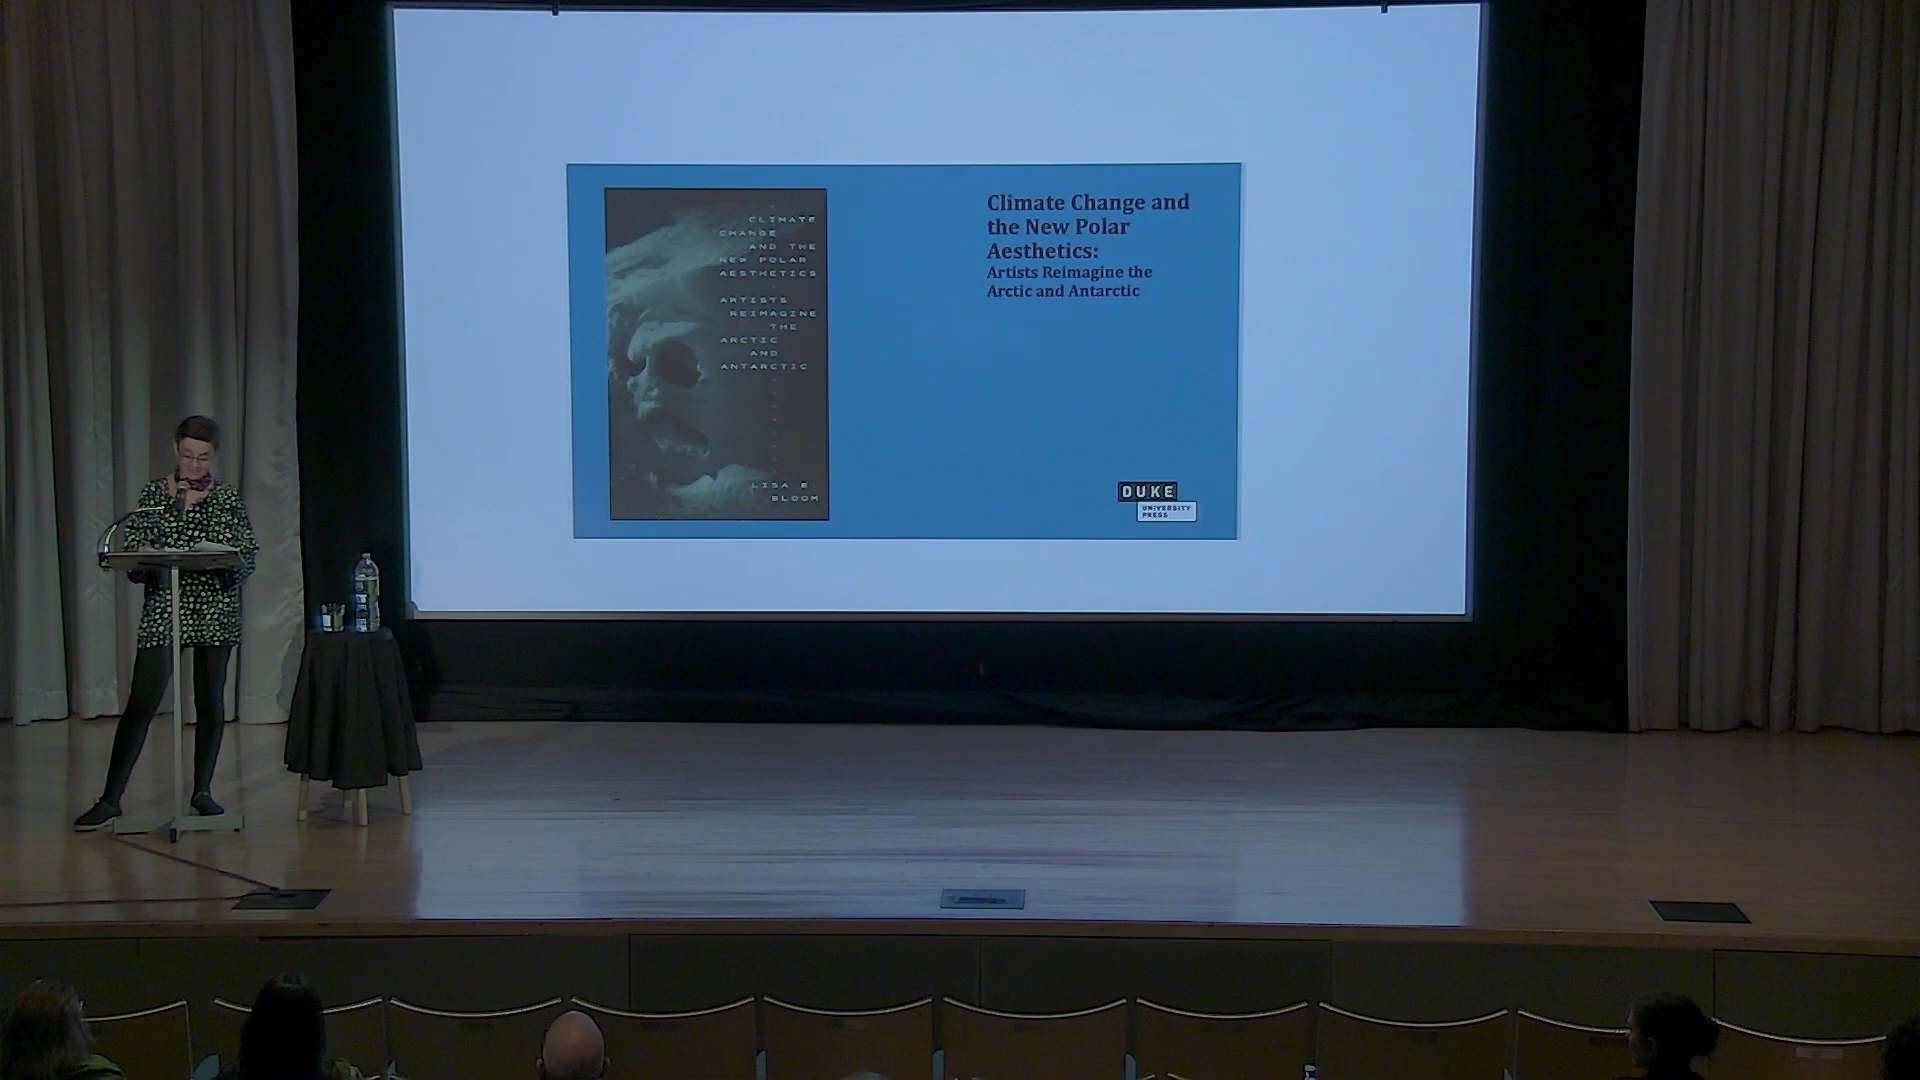 CLIMATE
CHANGE
AND THE
NEW POLAR
AESTHETICS
ARTISTS
REIMAGINE
THE
ARCTIC
AND
ANTARCTIC
LISA E.
BLOOM
Climate Change and
the New Polar
Aesthetics:
Artists Reimagine the
Arctic and Antarctic
DUKE
UNIVERSITY
PRESS